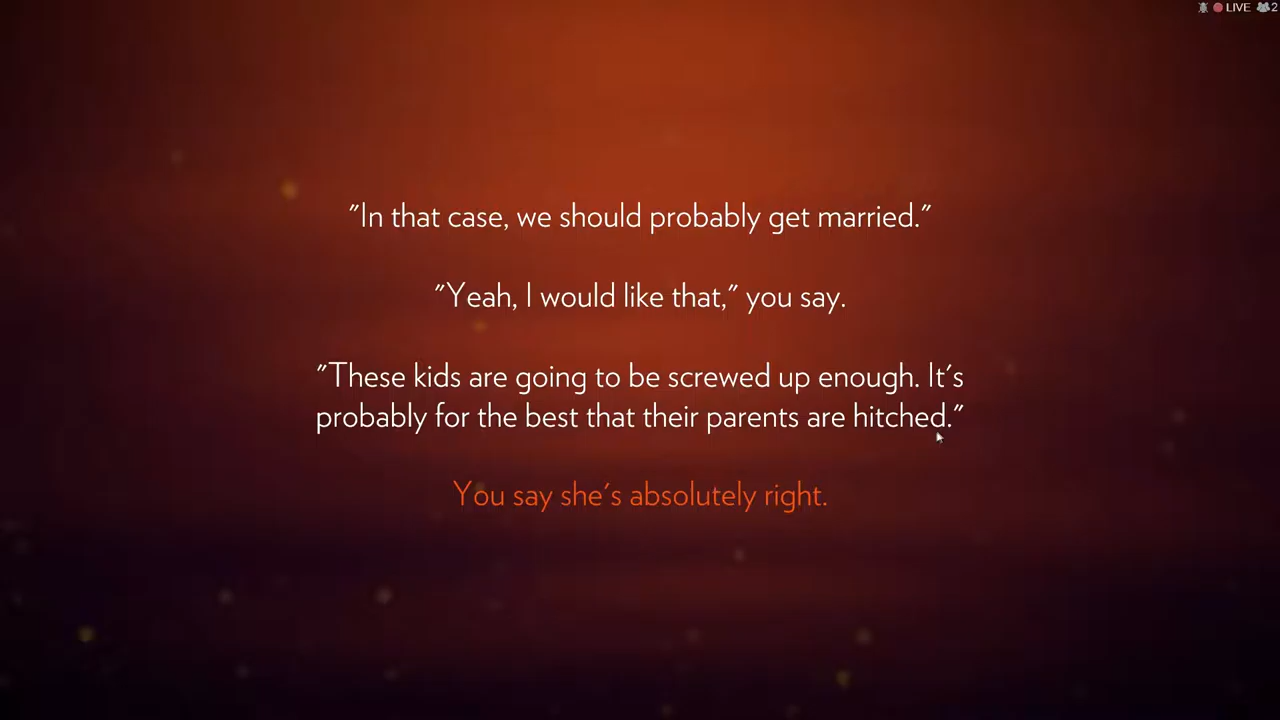 LIVE 2
"In that case, we should probably get married."
"Yeah, I would like that," you say.
"These kids are going to be screwed up enough. It's
probably for the best that their parents are hitched."
You say she's absolutely right.